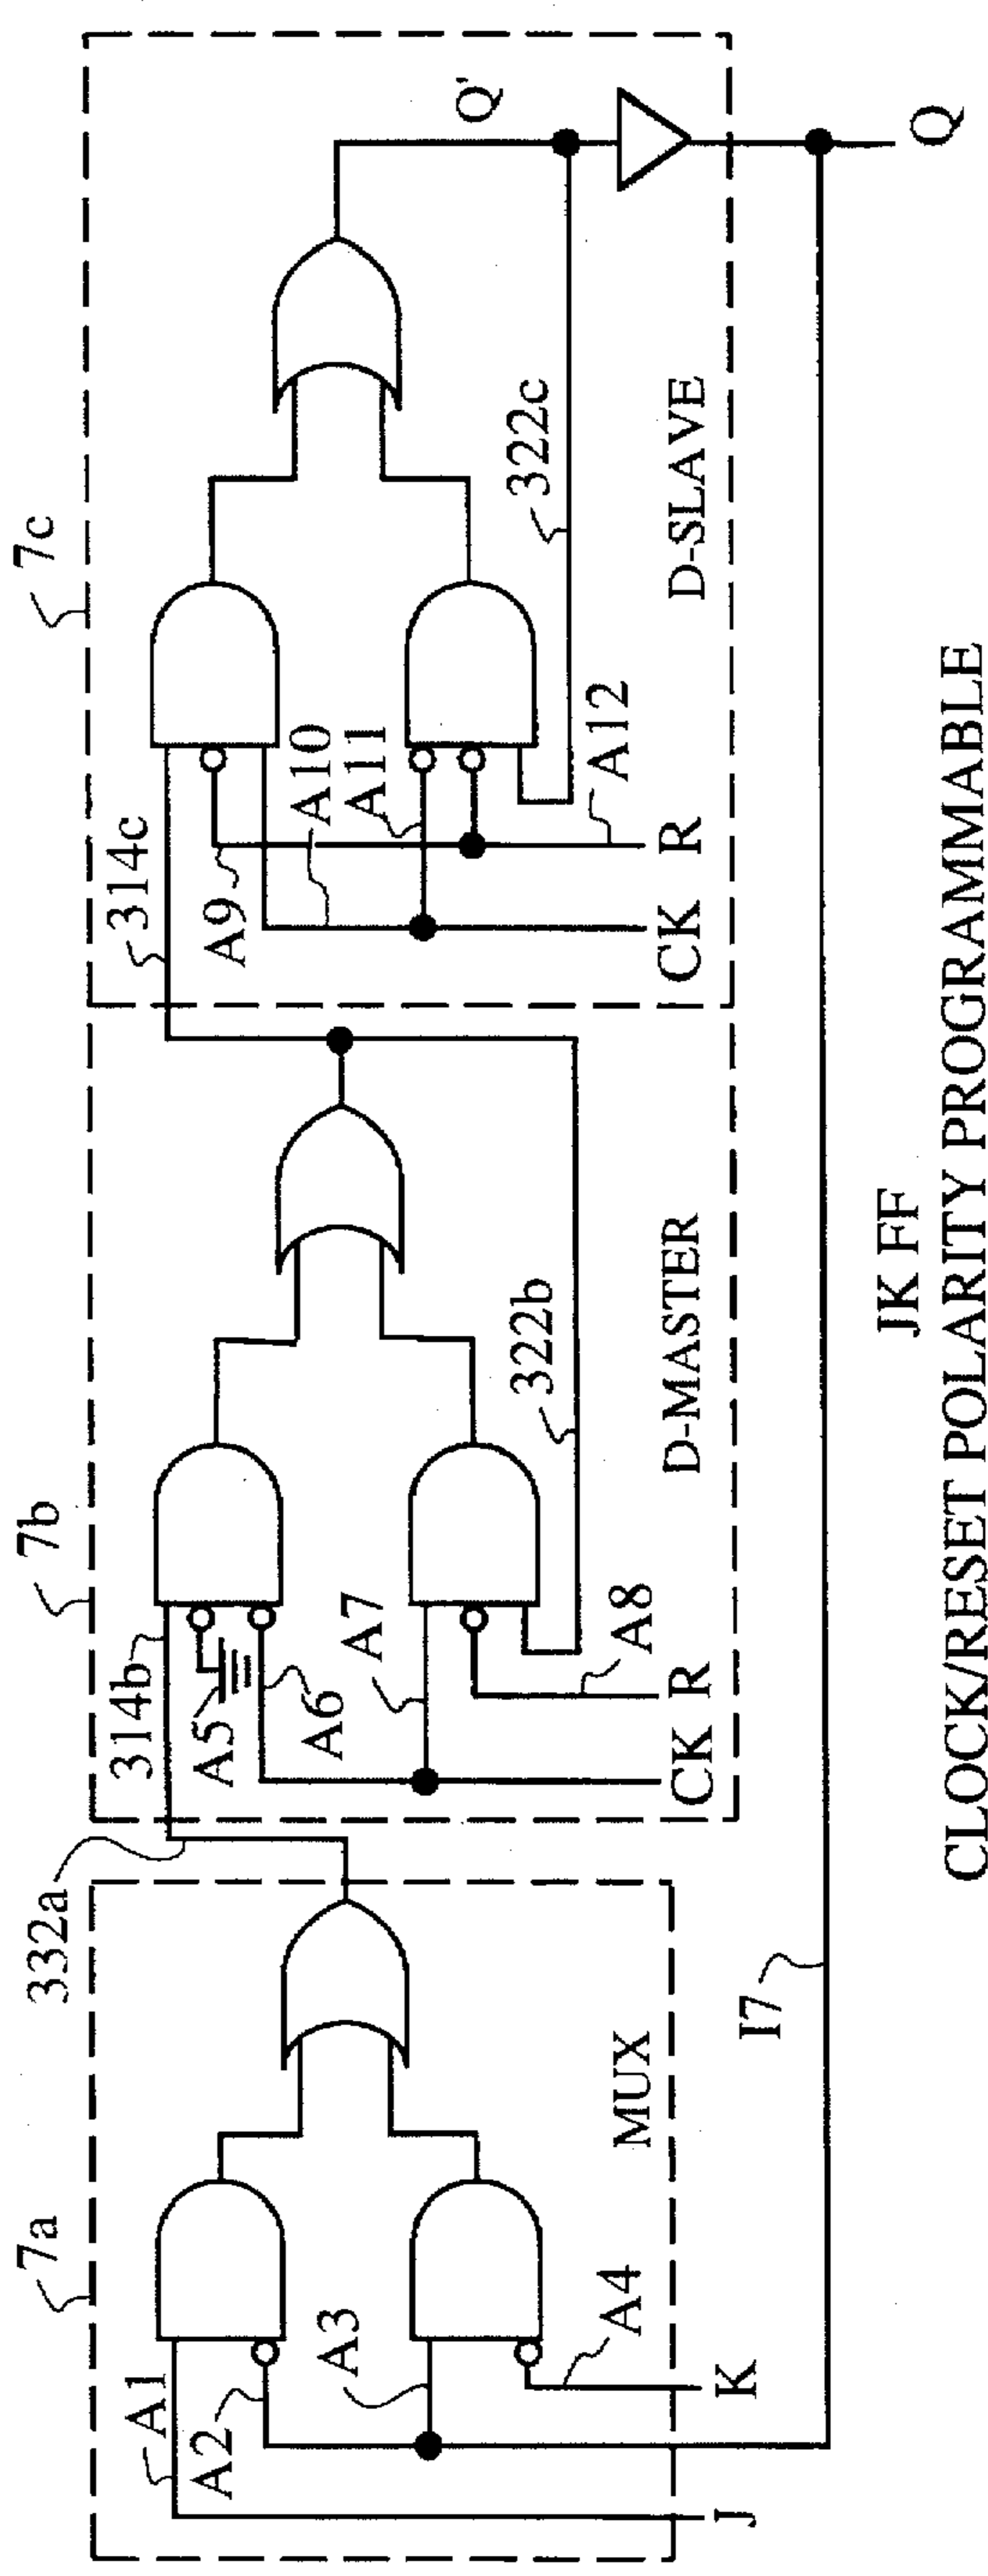 7a
7b
7c
332a
A1
A2
A3
A4
J
K
MUX
314b
A5
A6
A7
A8
CK
R
322b
D-MASTER
314c
A9
A10
A11
A12
CK
R
322c
D-SLAVE
Q'
Q
I7
JK FF
CLOCK/RESET POLARITY PROGRAMMABLE